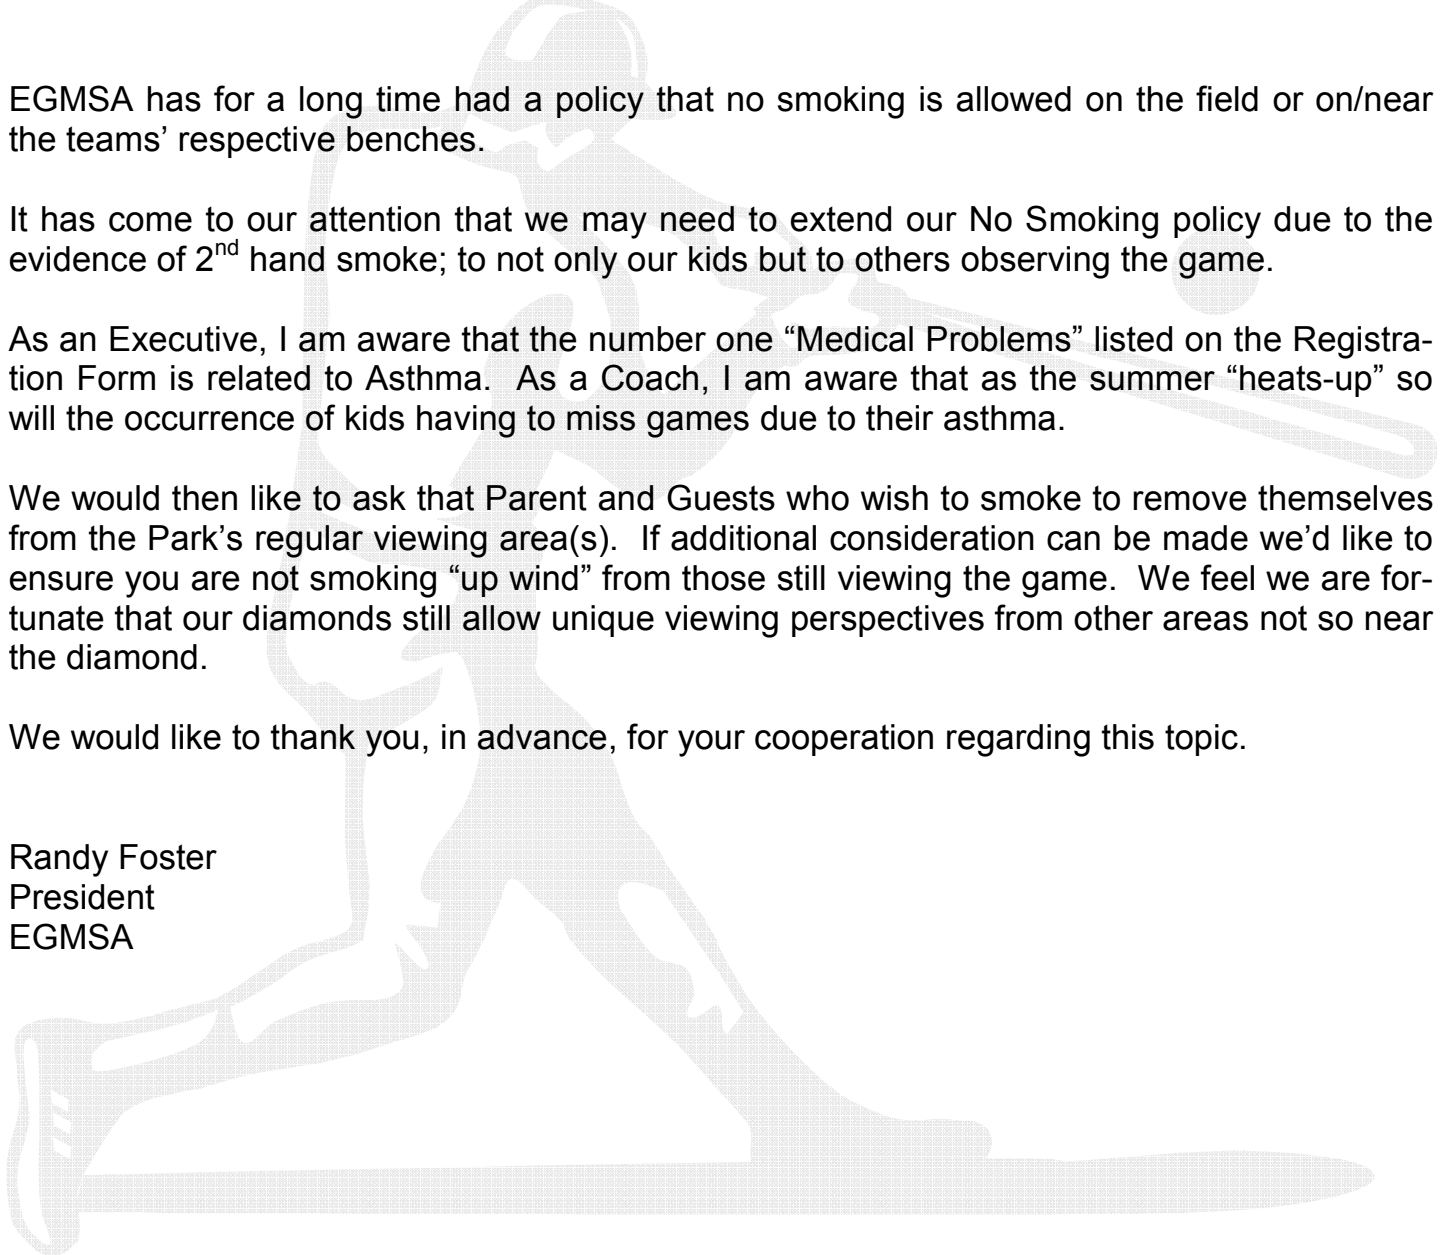 EGMSA has for a long time had a policy that no smoking is allowed on the field or on/near
the teams’ respective benches.
It has come to our attention that we may need to extend our No Smoking policy due to the
evidence of 2nd hand smoke; to not only our kids but to others observing the game.
As an Executive, I am aware that the number one “Medical Problems” listed on the Registra-
tion Form is related to Asthma.  As a Coach, I am aware that as the summer “heats-up” so
will the occurrence of kids having to miss games due to their asthma.
We would then like to ask that Parent and Guests who wish to smoke to remove themselves
from the Park’s regular viewing area(s).  If additional consideration can be made we’d like to
ensure you are not smoking “up wind” from those still viewing the game.  We feel we are for-
tunate that our diamonds still allow unique viewing perspectives from other areas not so near
the diamond.
We would like to thank you, in advance, for your cooperation regarding this topic.
Randy Foster
President
EGMSA